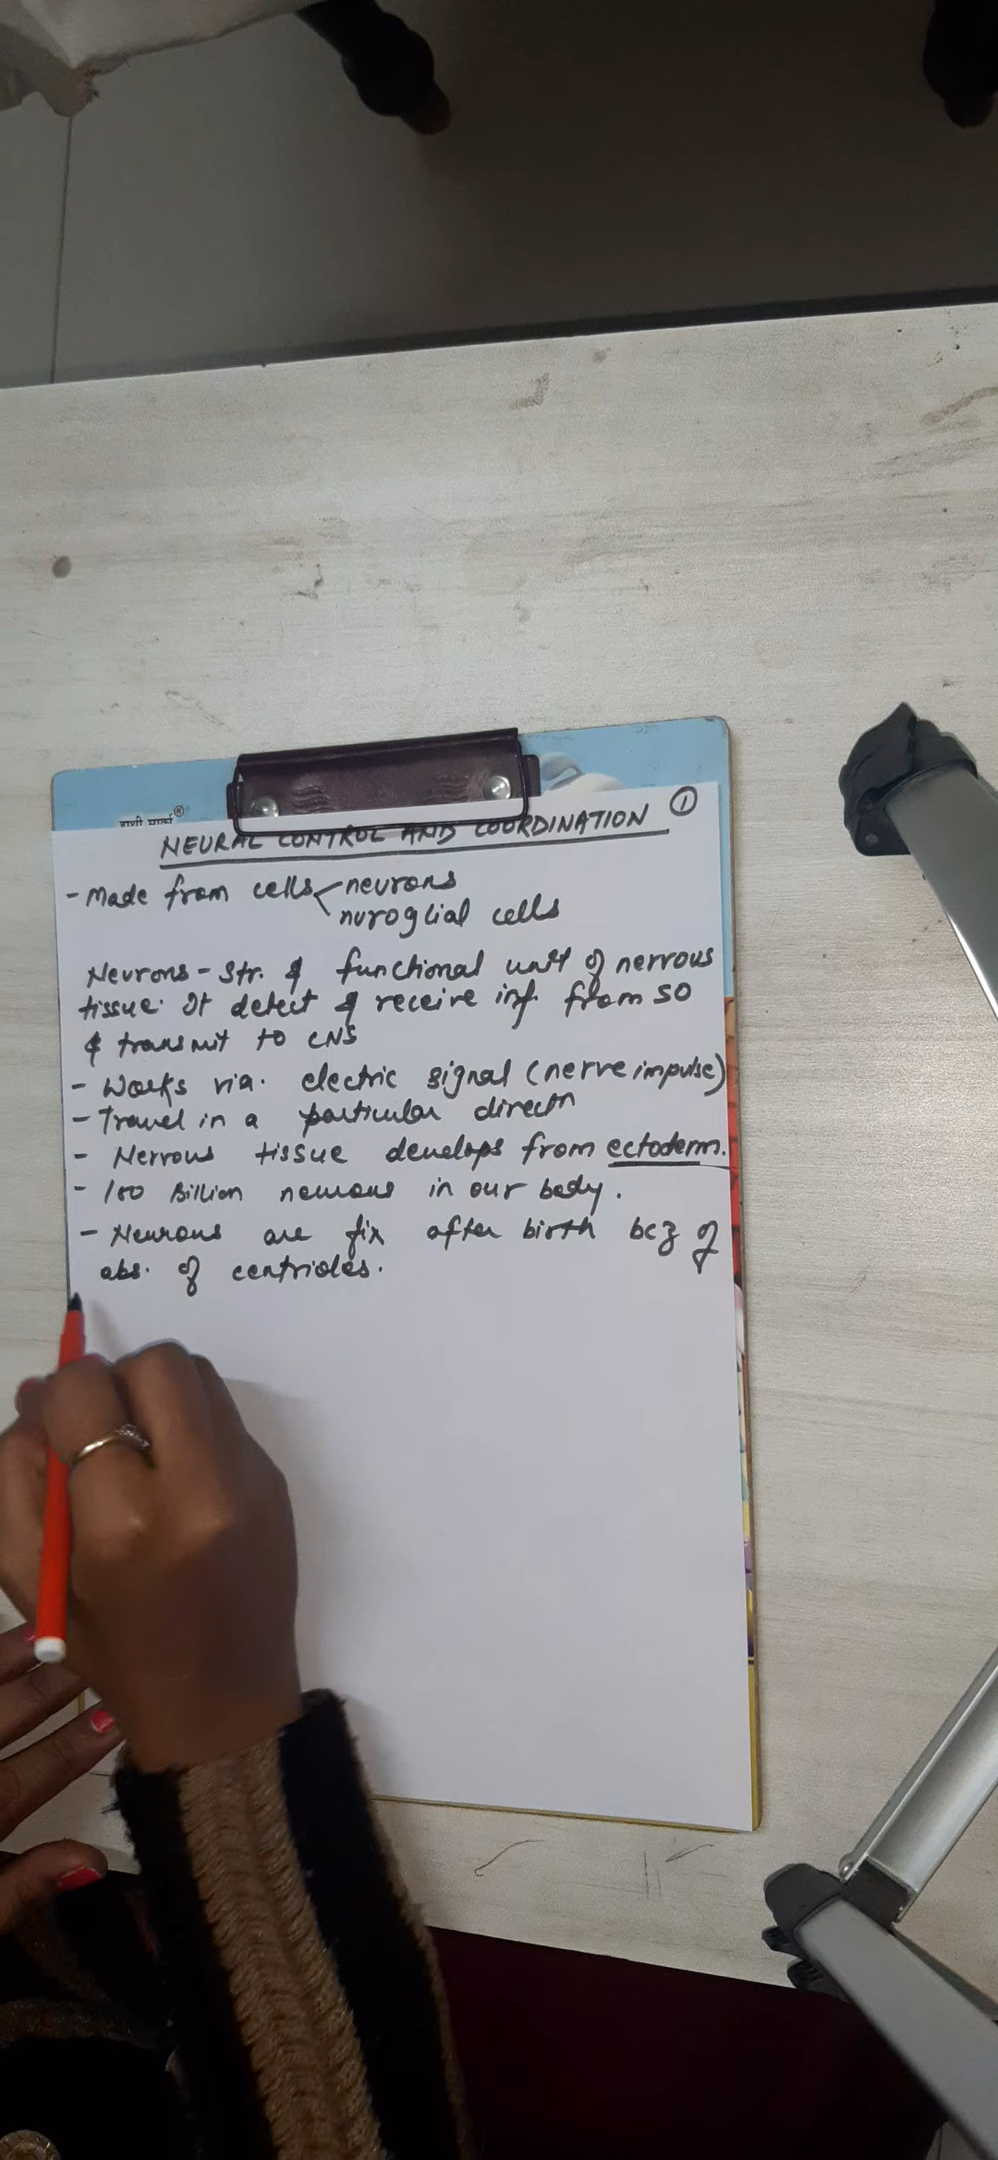 हाथी मार्का®
NEURAL CONTROL AND COORDINATION ①
- Made from cells < neurons
nuroglial cells
Neurons - Str. & functional unit of nervous
tissue. It detect & receive inf. from SO
& transmit to CNS
- Works via. electric signal (nerve impulse)
- Travel in a particular directn
- Nervous tissue develops from ectoderm.
- 100 Billion neurons in our body.
- Neurons are fix after birth bcz of
abs. of centrioles.